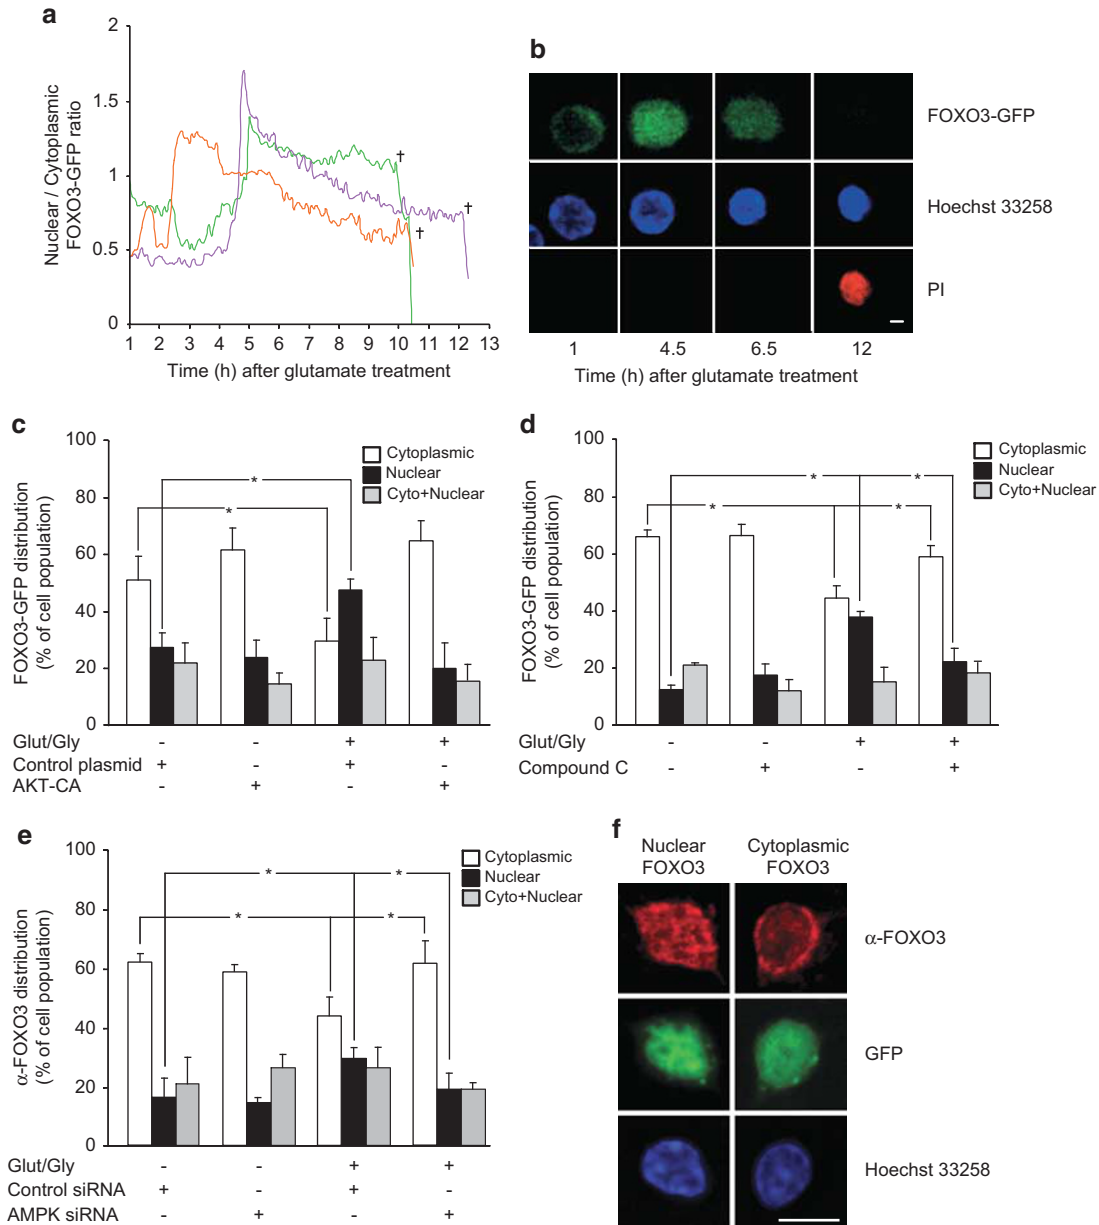 a
2
1.5
1
0.5
0
Nuclear / Cytoplasmic
FOXO3-GFP ratio
† † †
1 2 3 4 5 6 7 8 9 10 11 12 13
Time (h) after glutamate treatment
b
FOXO3-GFP
Hoechst 33258
PI
1 4.5 6.5 12
Time (h) after glutamate treatment
c
100
80
60
40
20
0
FOXO3-GFP distribution
(% of cell population)
Cytoplasmic
Nuclear
Cyto+Nuclear
*
*
Glut/Gly - - + +
Control plasmid + - + -
AKT-CA - + - +
d
100
80
60
40
20
0
FOXO3-GFP distribution
(% of cell population)
Cytoplasmic
Nuclear
Cyto+Nuclear
* *
* *
Glut/Gly - - + +
Compound C - + - +
e
100
80
60
40
20
0
α-FOXO3 distribution
(% of cell population)
Cytoplasmic
Nuclear
Cyto+Nuclear
* *
* *
Glut/Gly - - + +
Control siRNA + - + -
AMPK siRNA - + - +
f
Nuclear Cytoplasmic
FOXO3 FOXO3
α-FOXO3
GFP
Hoechst 33258